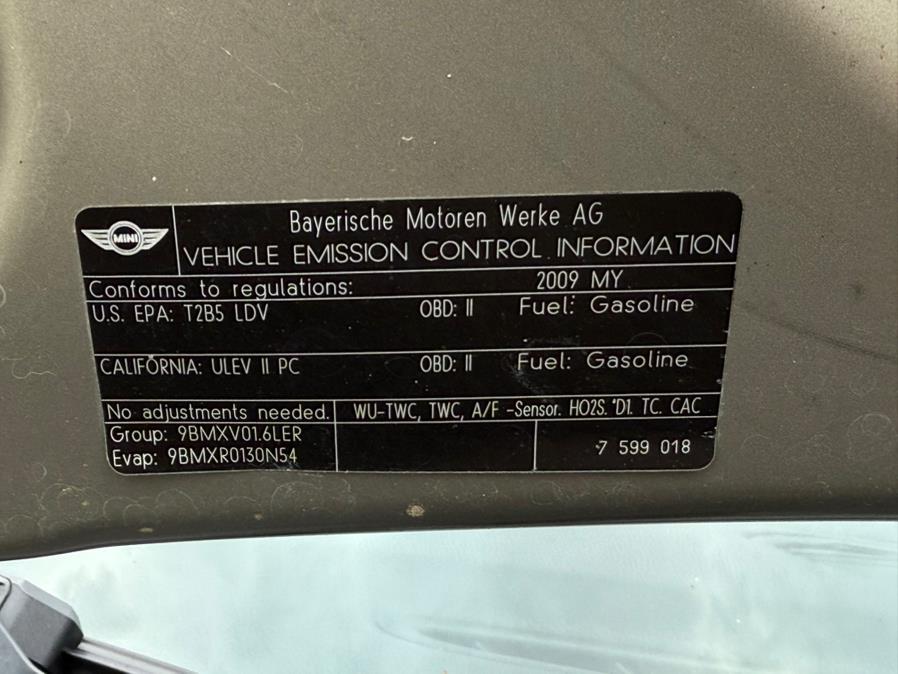 MINI
Bayerische Motoren Werke AG
VEHICLE EMISSION CONTROL INFORMATION
Conforms to regulations: 2009 MY
U.S. EPA: T2B5 LDV OBD: II Fuel: Gasoline
CALIFORNIA: ULEV II PC OBD: II Fuel: Gasoline
No adjustments needed. WU-TWC, TWC, A/F -Sensor. HO2S. "D1. TC. CAC
Group: 9BMXV01.6LER
Evap: 9BMXR0130N54
7 599 018